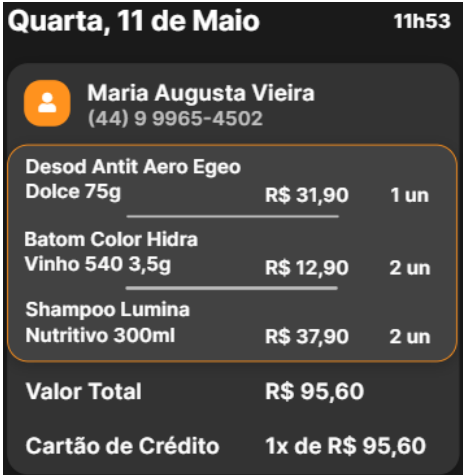 Quarta, 11 de Maio 11h53
Maria Augusta Vieira
(44) 9 9965-4502
Desod Antit Aero Egeo
Dolce 75g R$ 31,90 1 un
Batom Color Hidra
Vinho 540 3,5g R$ 12,90 2 un
Shampoo Lumina
Nutritivo 300ml R$ 37,90 2 un
Valor Total R$ 95,60
Cartão de Crédito 1x de R$ 95,60